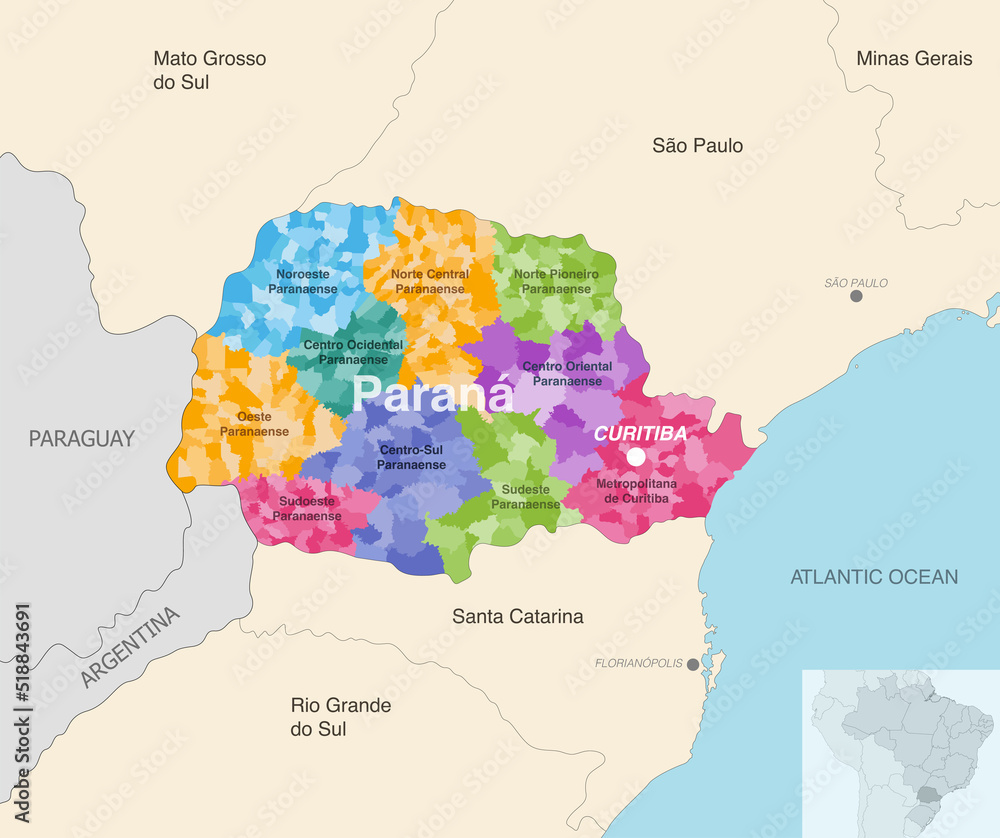 Mato Grosso
do Sul
Minas Gerais
São Paulo
Noroeste
Paranaense
Norte Central
Paranaense
Norte Pioneiro
Paranaense
SÃO PAULO
Centro Ocidental
Paranaense
Centro Oriental
Paranaense
Paraná
Oeste
Paranaense
PARAGUAY
CURITIBA
Centro-Sul
Paranaense
Metropolitana
de Curitiba
Sudeste
Paranaense
Sudoeste
Paranaense
ATLANTIC OCEAN
Santa Catarina
ARGENTINA
FLORIANÓPOLIS
Rio Grande
do Sul
Adobe Stock | #518843691
Adobe Stock